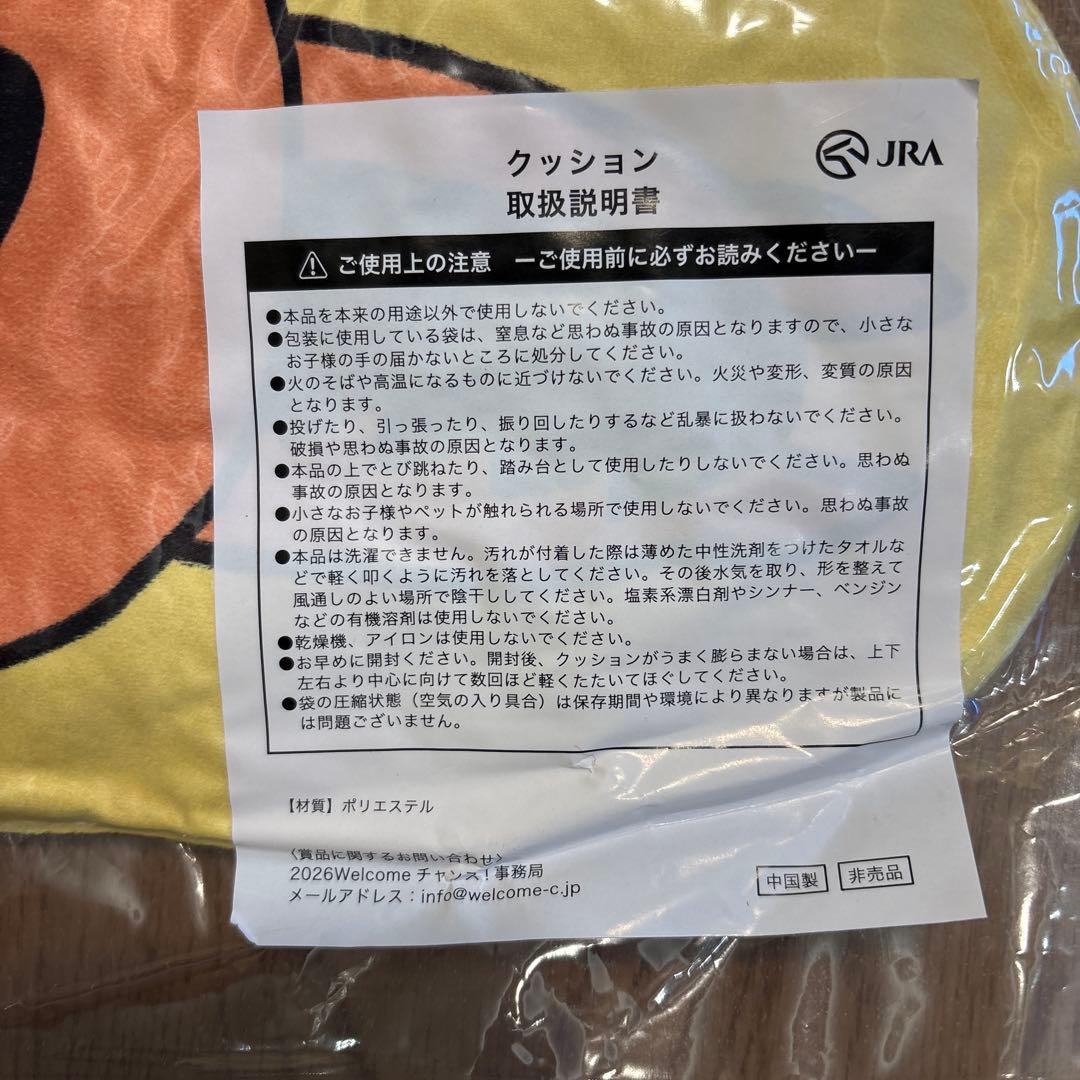 クッション
取扱説明書
JRA
ご使用上の注意　ーご使用前に必ずお読みくださいー
●本品を本来の用途以外で使用しないでください。
●包装に使用している袋は、窒息など思わぬ事故の原因となりますので、小さな
お子様の手の届かないところに処分してください。
●火のそばや高温になるものに近づけないでください。火災や変形、変質の原因
となります。
●投げたり、引っ張ったり、振り回したりするなど乱暴に扱わないでください。
破損や思わぬ事故の原因となります。
●本品の上でとび跳ねたり、踏み台として使用したりしないでください。思わぬ
事故の原因となります。
●小さなお子様やペットが触れられる場所で使用しないでください。思わぬ事故
の原因となります。
●本品は洗濯できません。汚れが付着した際は薄めた中性洗剤をつけたタオルな
どで軽く叩くように汚れを落としてください。その後水気を取り、形を整えて
風通しのよい場所で陰干ししてください。塩素系漂白剤やシンナー、ベンジン
などの有機溶剤は使用しないでください。
●乾燥機、アイロンは使用しないでください。
●お早めに開封ください。開封後、クッションがうまく膨らまない場合は、上下
左右より中心に向けて数回ほど軽くたたいてほぐしてください。
●袋の圧縮状態（空気の入り具合）は保存期間や環境により異なりますが製品に
は問題ございません。
【材質】ポリエステル
〈賞品に関するお問い合わせ〉
2026Welcome チャンス！事務局
メールアドレス：info@welcome-c.jp
中国製
非売品